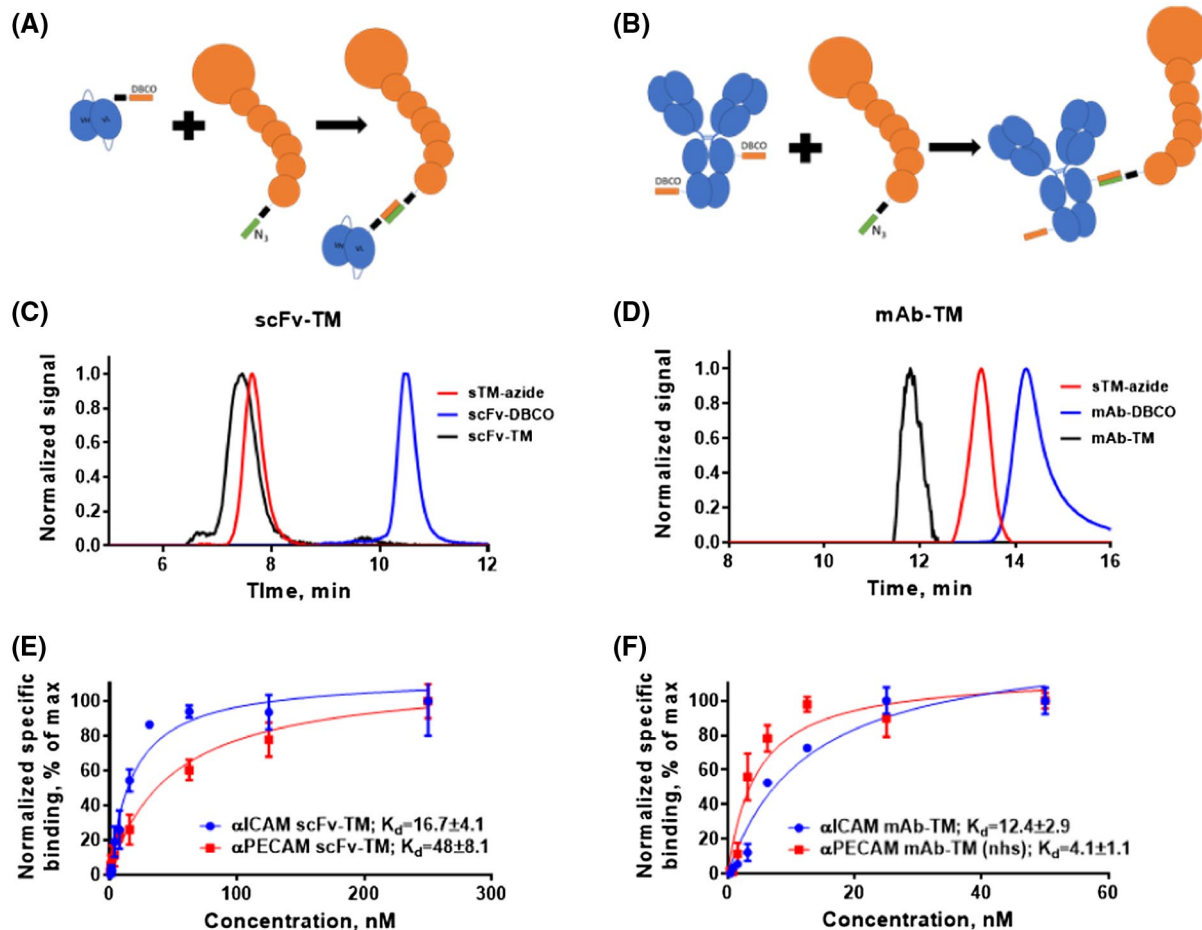 (A)
DBCO
VH
VL
N3
(B)
DBCO
DBCO
N3
(C)
scFv-TM
Normalized signal
1.0
0.8
0.6
0.4
0.2
0.0
6 8 10 12
TIme, min
sTM-azide
scFv-DBCO
scFv-TM
(D)
mAb-TM
Normalized signal
1.0
0.8
0.6
0.4
0.2
0.0
8 10 12 14 16
Time, min
sTM-azide
mAb-DBCO
mAb-TM
(E)
Normalized specific
binding, % of max
100
80
60
40
20
0
0 100 200 300
Concentration, nM
αICAM scFv-TM; Kd=16.7±4.1
αPECAM scFv-TM; Kd=48±8.1
(F)
Normalized specific
binding, % of max
100
80
60
40
20
0
0 20 40 60
Concentration, nM
αICAM mAb-TM; Kd=12.4±2.9
αPECAM mAb-TM (nhs); Kd=4.1±1.1